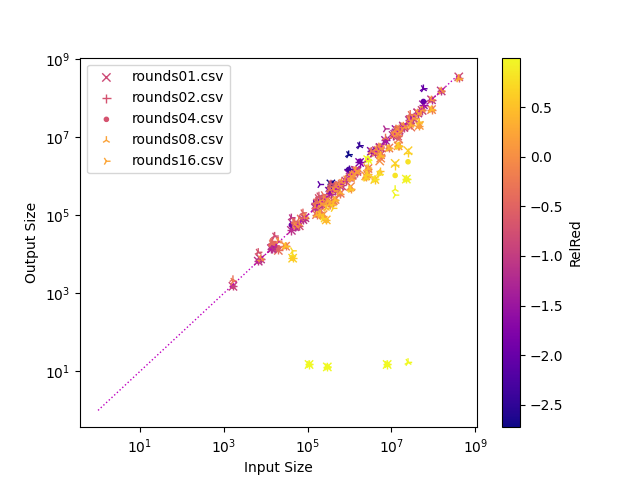 10^9
10^7
10^5
10^3
10^1
Output Size
rounds01.csv
rounds02.csv
rounds04.csv
rounds08.csv
rounds16.csv
10^1
10^3
10^5
10^7
10^9
Input Size
0.5
0.0
−0.5
−1.0
−1.5
−2.0
−2.5
RelRed